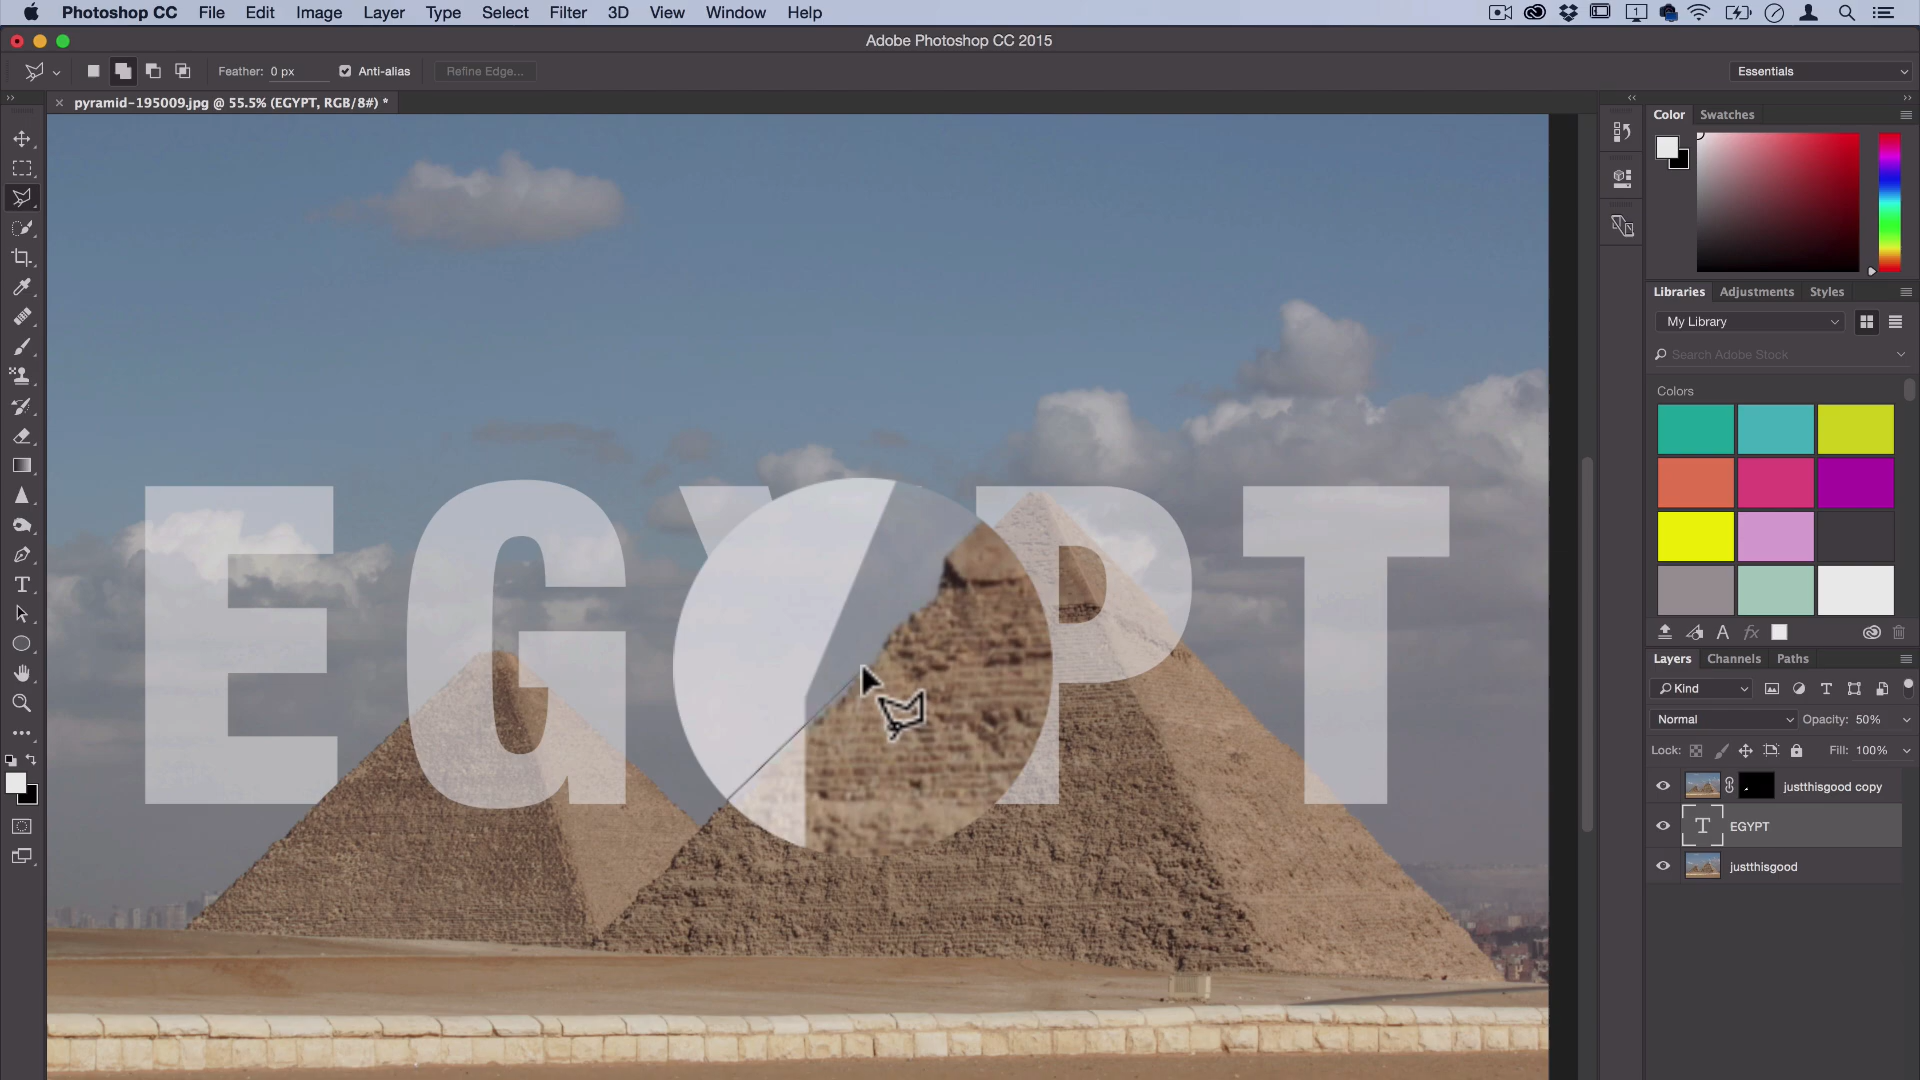 Photoshop CC File Edit Image Layer Type Select Filter 3D View Window Help
1
Adobe Photoshop CC 2015
Feather: 0 px Anti-alias Refine Edge... Essentials
pyramid-195009.jpg @ 55.5% (EGYPT, RGB/8#) *
Color Swatches
Libraries Adjustments Styles
My Library
Search Adobe Stock
Colors
EGYPT
Layers Channels Paths
Kind
Normal Opacity: 50%
Lock: Fill: 100%
justthisgood copy
EGYPT
justthisgood